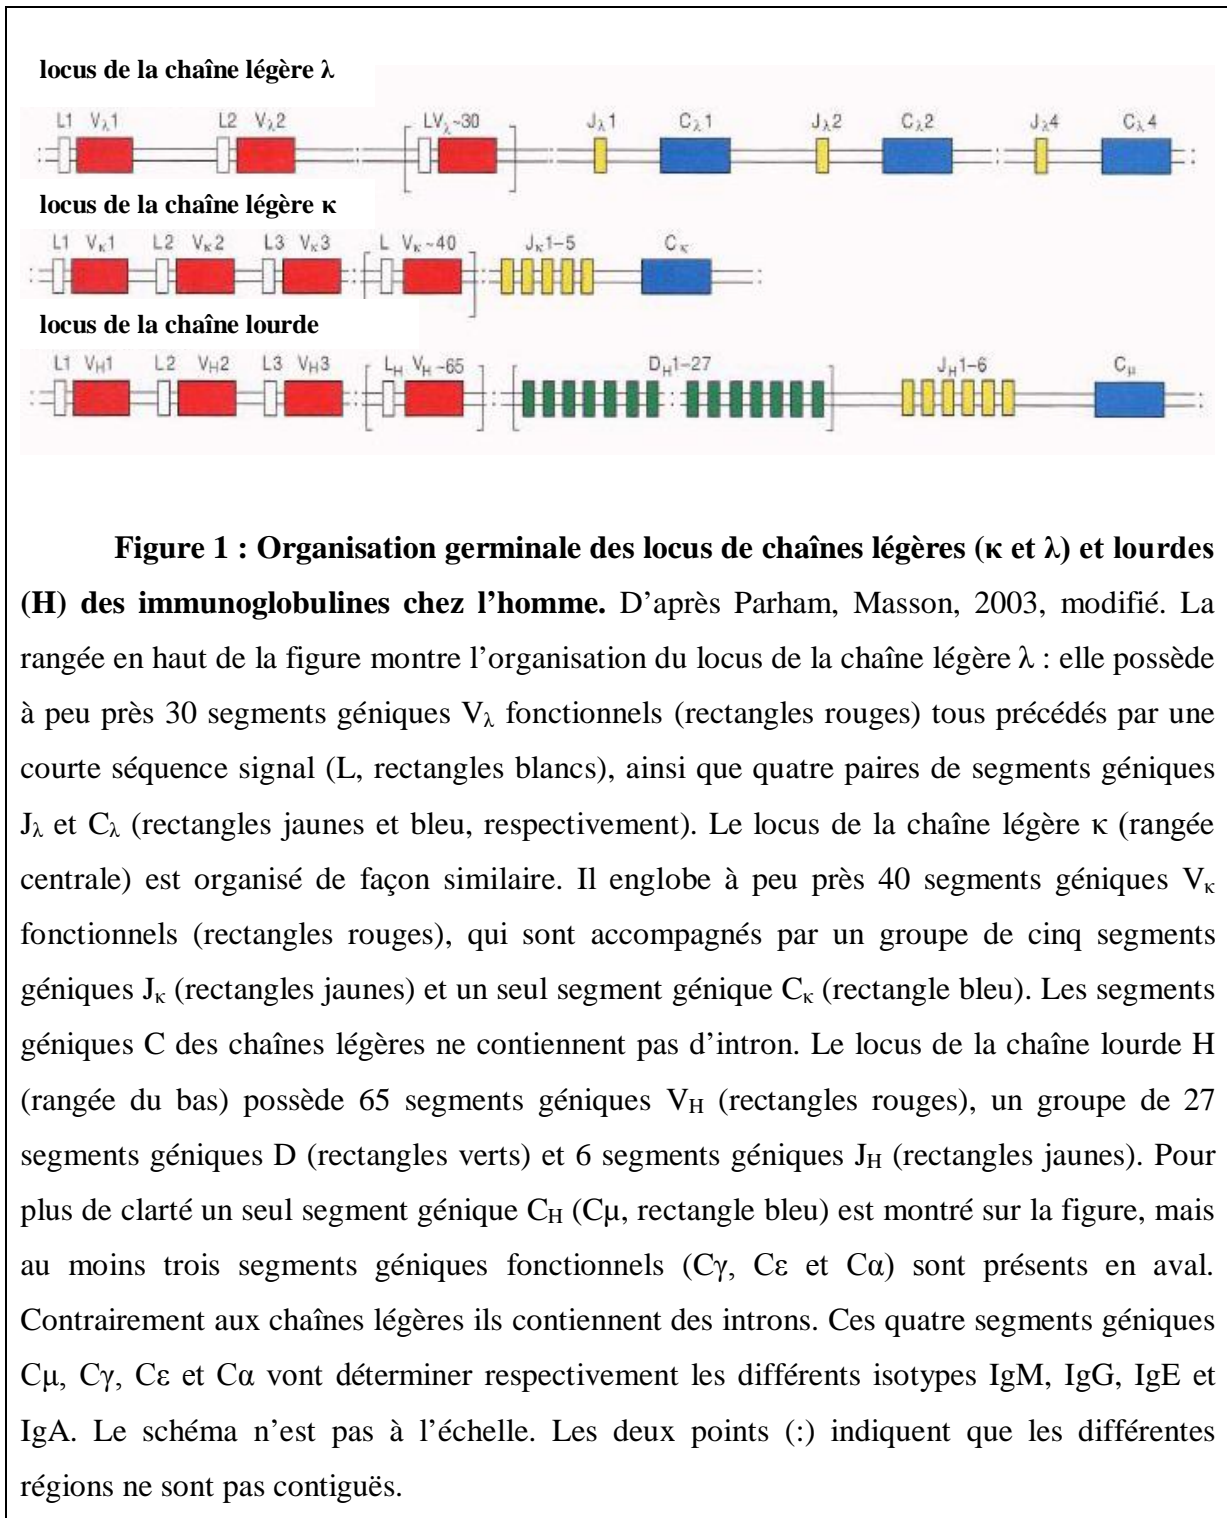 locus de la chaîne légère λ
L1 Vλ1 L2 Vλ2 LVλ~30 Jλ1 Cλ1 Jλ2 Cλ2 Jλ4 Cλ4
locus de la chaîne légère κ
L1 Vκ1 L2 Vκ2 L3 Vκ3 L Vκ~40 Jκ1-5 Cκ
locus de la chaîne lourde
L1 VH1 L2 VH2 L3 VH3 LH VH~65 DH1-27 JH1-6 Cμ
Figure 1 : Organisation germinale des locus de chaînes légères (κ et λ) et lourdes
(H) des immunoglobulines chez l’homme. D’après Parham, Masson, 2003, modifié. La
rangée en haut de la figure montre l’organisation du locus de la chaîne légère λ : elle possède
à peu près 30 segments géniques Vλ fonctionnels (rectangles rouges) tous précédés par une
courte séquence signal (L, rectangles blancs), ainsi que quatre paires de segments géniques
Jλ et Cλ (rectangles jaunes et bleu, respectivement). Le locus de la chaîne légère κ (rangée
centrale) est organisé de façon similaire. Il englobe à peu près 40 segments géniques Vκ
fonctionnels (rectangles rouges), qui sont accompagnés par un groupe de cinq segments
géniques Jκ (rectangles jaunes) et un seul segment génique Cκ (rectangle bleu). Les segments
géniques C des chaînes légères ne contiennent pas d’intron. Le locus de la chaîne lourde H
(rangée du bas) possède 65 segments géniques VH (rectangles rouges), un groupe de 27
segments géniques D (rectangles verts) et 6 segments géniques JH (rectangles jaunes). Pour
plus de clarté un seul segment génique CH (Cμ, rectangle bleu) est montré sur la figure, mais
au moins trois segments géniques fonctionnels (Cγ, Cε et Cα) sont présents en aval.
Contrairement aux chaînes légères ils contiennent des introns. Ces quatre segments géniques
Cμ, Cγ, Cε et Cα vont déterminer respectivement les différents isotypes IgM, IgG, IgE et
IgA. Le schéma n’est pas à l’échelle. Les deux points (:) indiquent que les différentes
régions ne sont pas contiguës.